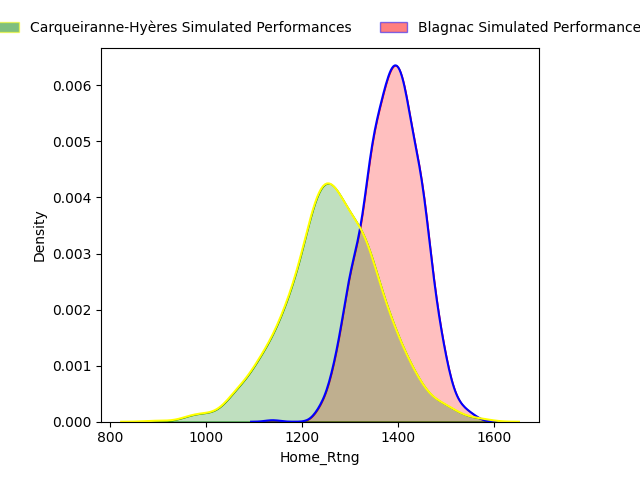 Carqueiranne-Hyères Simulated Performances
Blagnac Simulated Performance
0.006
0.005
0.004
0.003
0.002
0.001
0.000
Density
800 1000 1200 1400 1600
Home_Rtng